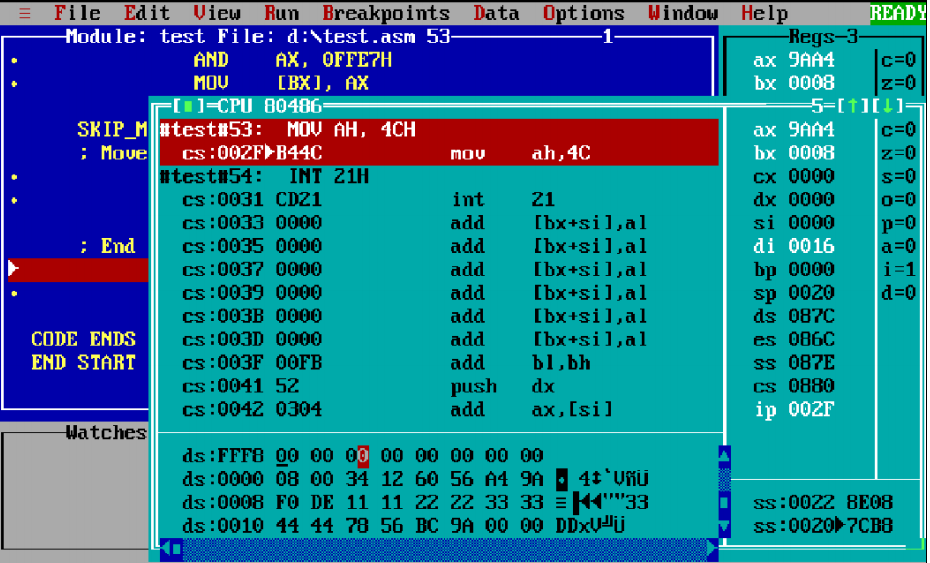 ≡ File Edit View Run Breakpoints Data Options Window Help READY
Module: test File: d:\test.asm 53 1
AND AX, 0FFE7H
MOV [BX], AX
SKIP_M
; Move
; End
CODE ENDS
END START
Watches
Regs 3
ax 9AA4 c=0
bx 0008 z=0
[■]=CPU 80486 5=[↑][↓]
#test#53: MOV AH, 4CH
cs:002F►B44C mov ah,4C
#test#54: INT 21H
cs:0031 CD21 int 21
cs:0033 0000 add [bx+si],al
cs:0035 0000 add [bx+si],al
cs:0037 0000 add [bx+si],al
cs:0039 0000 add [bx+si],al
cs:003B 0000 add [bx+si],al
cs:003D 0000 add [bx+si],al
cs:003F 00FB add bl,bh
cs:0041 52 push dx
cs:0042 0304 add ax,[si]
ax 9AA4 c=0
bx 0008 z=0
cx 0000 s=0
dx 0000 o=0
si 0000 p=0
di 0016 a=0
bp 0000 i=1
sp 0020 d=0
ds 087C
es 086C
ss 087E
cs 0880
ip 002F
ds:FFF8 00 00 00 00 00 00 00 00
ds:0000 08 00 34 12 60 56 A4 9A ◘ 4↕`VñÜ
ds:0008 F0 DE 11 11 22 22 33 33 ≡▐◄◄""33
ds:0010 44 44 78 56 BC 9A 00 00 DDxV╝Ü
ss:0022 8E08
ss:0020►7CB8